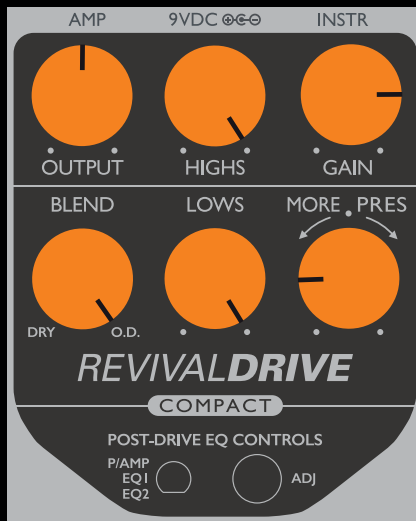 AMP 9VDC INSTR
OUTPUT HIGHS GAIN
BLEND LOWS MORE PRES
DRY O.D.
REVIVALDRIVE
COMPACT
POST-DRIVE EQ CONTROLS
P/AMP
EQ1 ADJ
EQ2